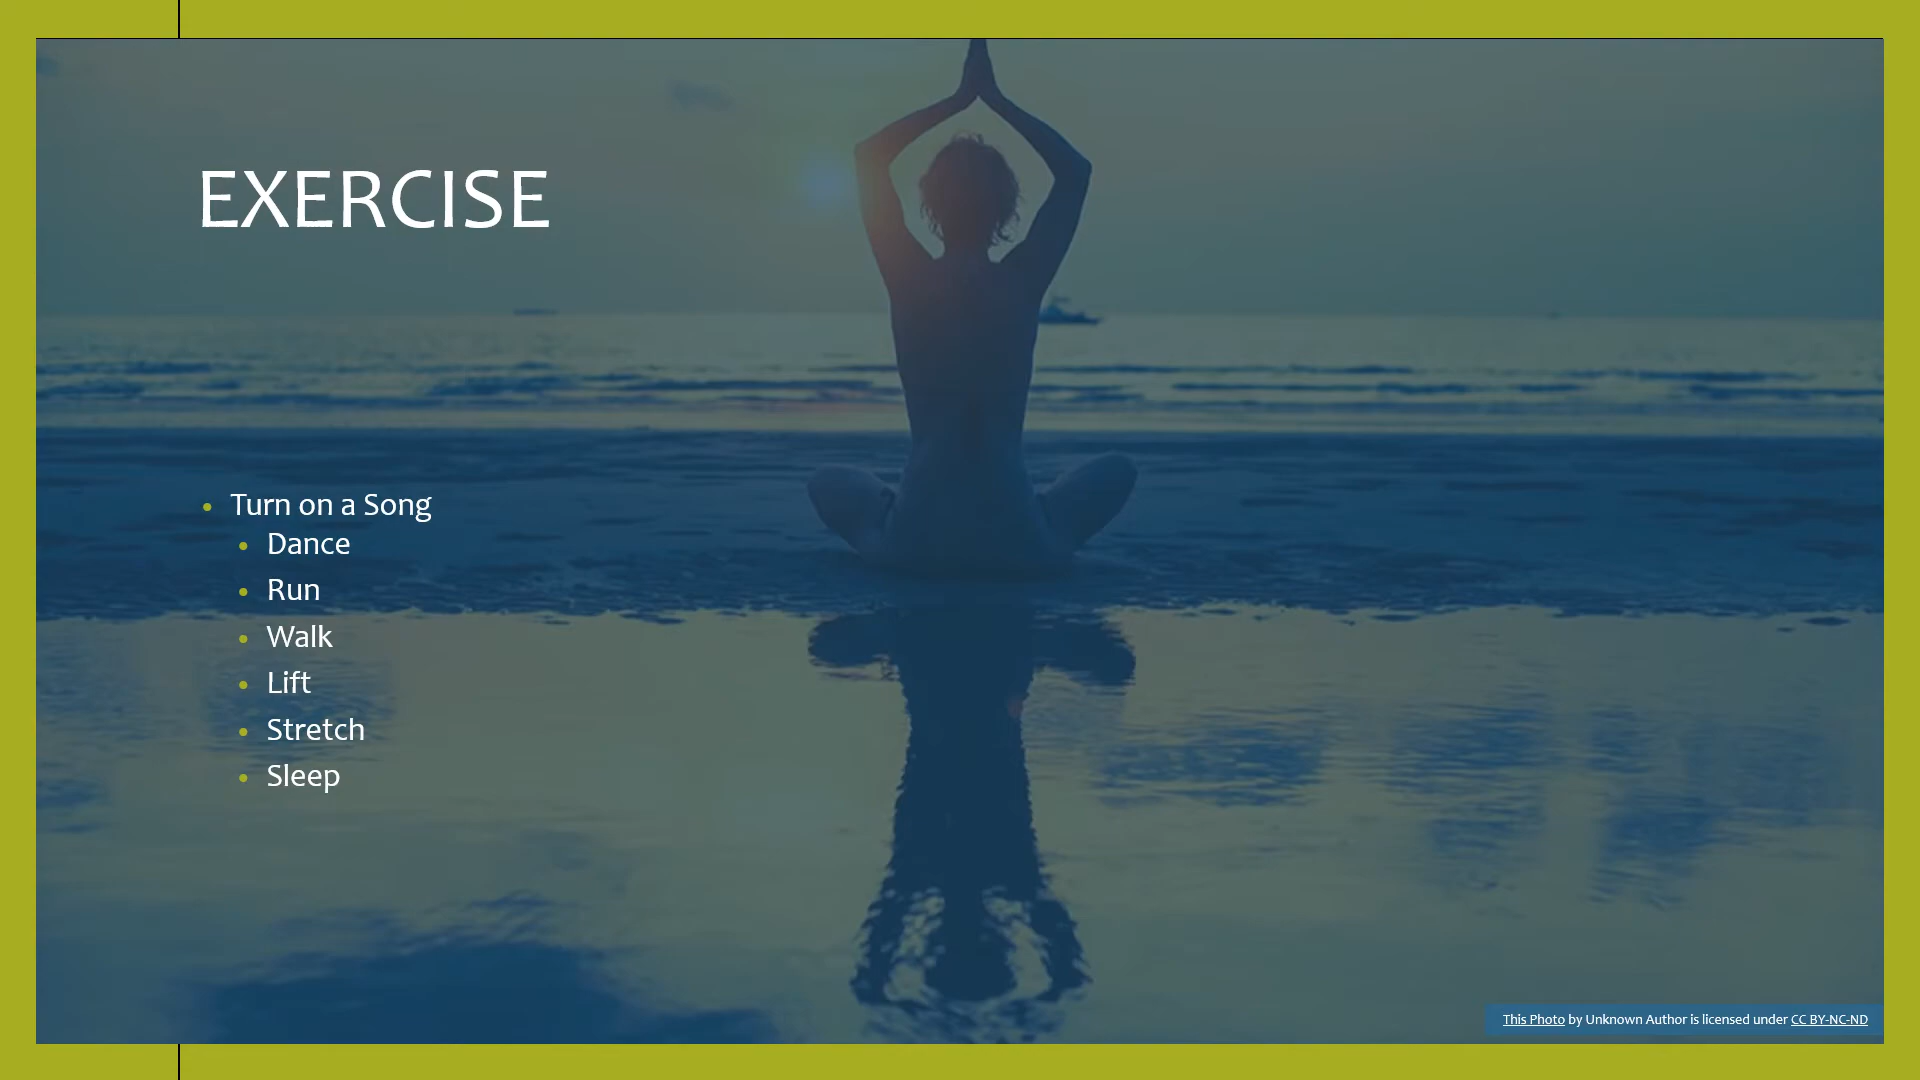 EXERCISE
Turn on a Song
Dance
Run
Walk
Lift
Stretch
Sleep
This Photo by Unknown Author is licensed under CC BY-NC-ND